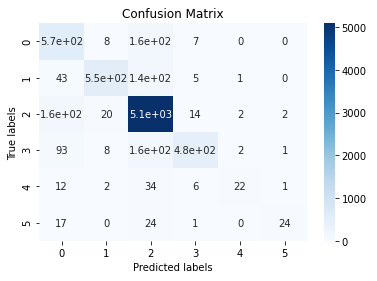 Confusion Matrix
0 5.7e+02 8 1.6e+02 7 0 0
1 43 5.5e+02 1.4e+02 5 1 0
2 1.6e+02 20 5.1e+03 14 2 2
3 93 8 1.6e+02 4.8e+02 2 1
4 12 2 34 6 22 1
5 17 0 24 1 0 24
0 1 2 3 4 5
Predicted labels
True labels
5000
4000
3000
2000
1000
0